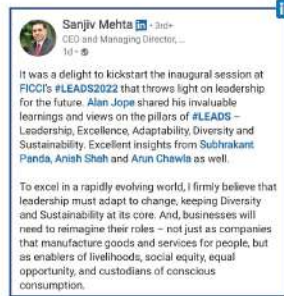 Sanjiv Mehta in • 3rd+
CEO and Managing Director, ...
1d •
It was a delight to kickstart the inaugural session at
FICCI's #LEADS2022 that throws light on leadership
for the future. Alan Jope shared his invaluable
learnings and views on the pillars of #LEADS –
Leadership, Excellence, Adaptability, Diversity and
Sustainability. Excellent insights from Subhrakant
Panda, Anish Shah and Arun Chawla as well.
To excel in a rapidly evolving world, I firmly believe that
leadership must adapt to change, keeping Diversity
and Sustainability at its core. And, businesses will
need to reimagine their roles – not just as companies
that manufacture goods and services for people, but
as enablers of livelihoods, social equity, equal
opportunity, and custodians of conscious
consumption.